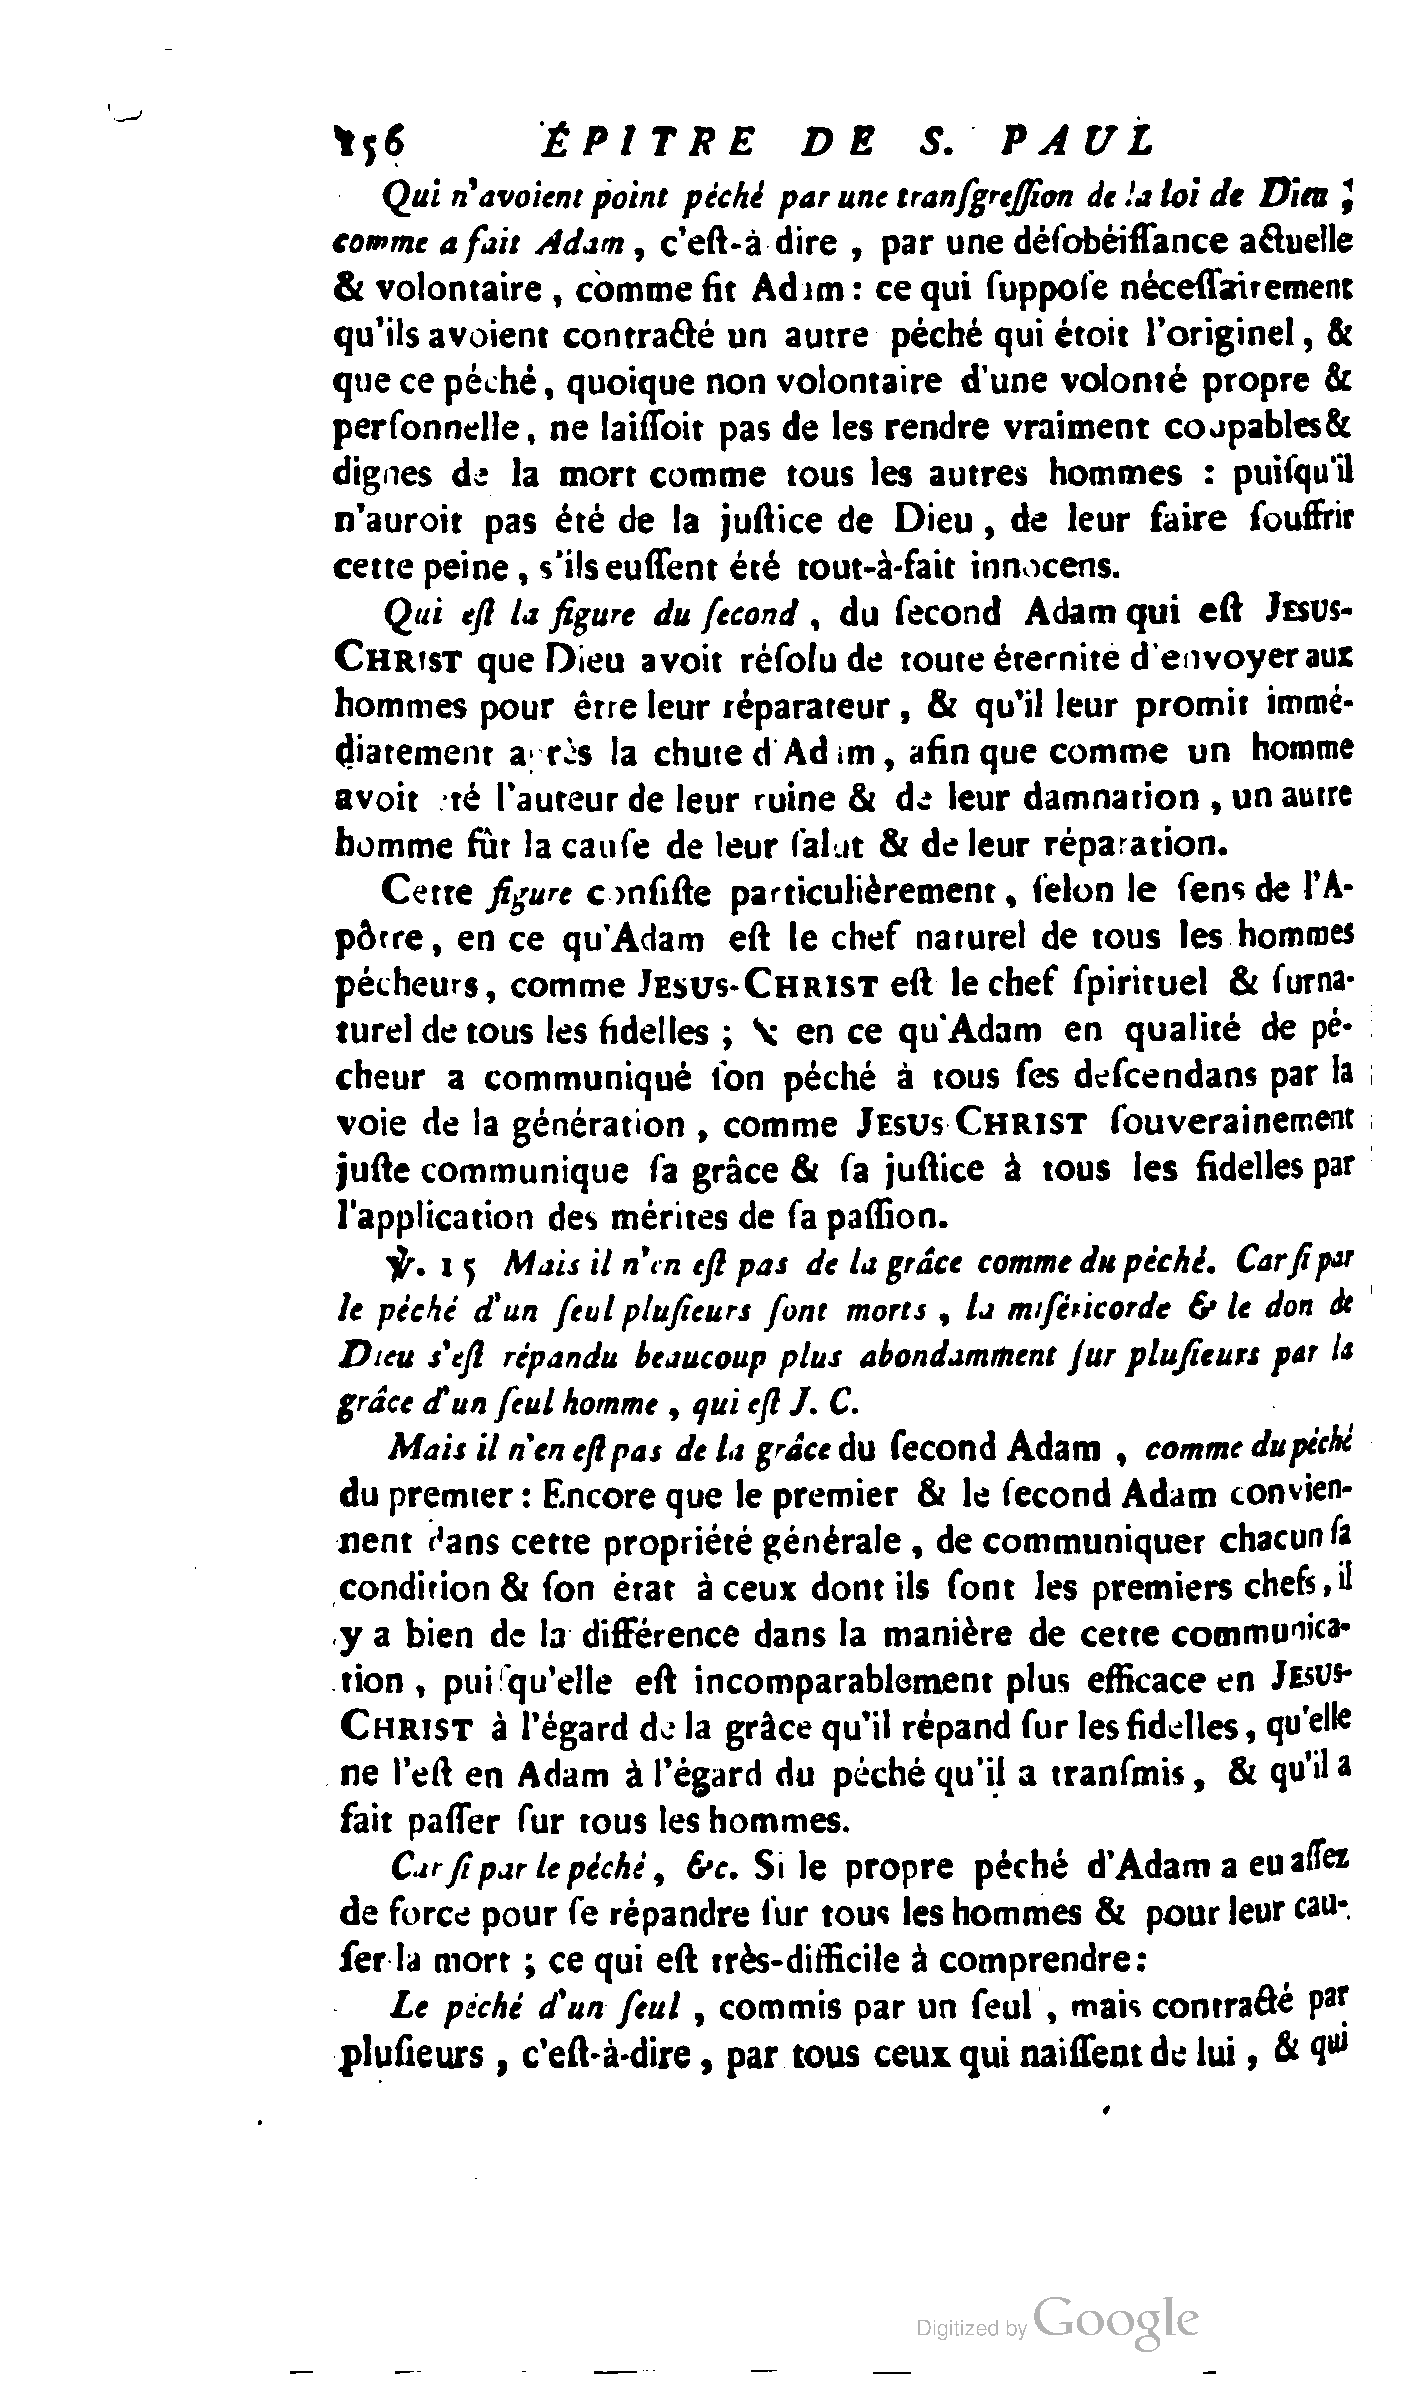 156 ÉPITRE DE S. PAUL
Qui n'avoient point péché par une tranſgreſſion de la loi de Dieu ;
comme a fait Adam , c'eſt-à-dire , par une déſobéiſſance actuelle
& volontaire , comme fit Adam : ce qui ſuppoſe néceſſairement
qu'ils avoient contracté un autre péché qui étoit l'originel , &
que ce péché , quoique non volontaire d'une volonté propre &
perſonnelle , ne laiſſoit pas de les rendre vraiment coupables &
dignes de la mort comme tous les autres hommes : puiſqu'il
n'auroit pas été de la juſtice de Dieu , de leur faire ſouffrir
cette peine , s'ils euſſent été tout-à-fait innocens.
Qui eſt la figure du ſecond , du ſecond Adam qui eſt JESUS-
CHRIST que Dieu avoit réſolu de toute éternité d'envoyer aux
hommes pour être leur réparateur , & qu'il leur promit immé-
diatement après la chute d'Adam , afin que comme un homme
avoit été l'auteur de leur ruine & de leur damnation , un autre
homme fût la cauſe de leur ſalut & de leur réparation.
Cette figure conſiſte particulièrement , ſelon le ſens de l'A-
pôtre , en ce qu'Adam eſt le chef naturel de tous les hommes
pécheurs , comme JESUS-CHRIST eſt le chef ſpirituel & ſurna-
turel de tous les fidelles ; & en ce qu'Adam en qualité de pé-
cheur a communiqué ſon péché à tous ſes deſcendans par la
voie de la génération , comme JESUS-CHRIST ſouverainement
juſte communique ſa grâce & ſa juſtice à tous les fidelles par
l'application des mérites de ſa paſſion.
℣. 15 Mais il n'en eſt pas de la grâce comme du péché. Car ſi par
le péché d'un ſeul pluſieurs ſont morts , la miſéricorde & le don de
Dieu s'eſt répandu beaucoup plus abondamment ſur pluſieurs par la
grâce d'un ſeul homme , qui eſt J. C.
Mais il n'en eſt pas de la grâce du ſecond Adam , comme du péché
du premier : Encore que le premier & le ſecond Adam convien-
nent dans cette propriété générale , de communiquer chacun ſa
condition & ſon état à ceux dont ils ſont les premiers chefs , il
y a bien de la différence dans la manière de cette communica-
tion , puiſqu'elle eſt incomparablement plus efficace en JESUS-
CHRIST à l'égard de la grâce qu'il répand ſur les fidelles , qu'elle
ne l'eſt en Adam à l'égard du péché qu'il a tranſmis , & qu'il a
fait paſſer ſur tous les hommes.
Car ſi par le péché , &c. Si le propre péché d'Adam a eu aſſez
de force pour ſe répandre ſur tous les hommes & pour leur cau-
ſer la mort ; ce qui eſt très-difficile à comprendre :
Le péché d'un ſeul , commis par un ſeul , mais contracté par
pluſieurs , c'eſt-à-dire , par tous ceux qui naiſſent de lui , & qui
Digitized by Google